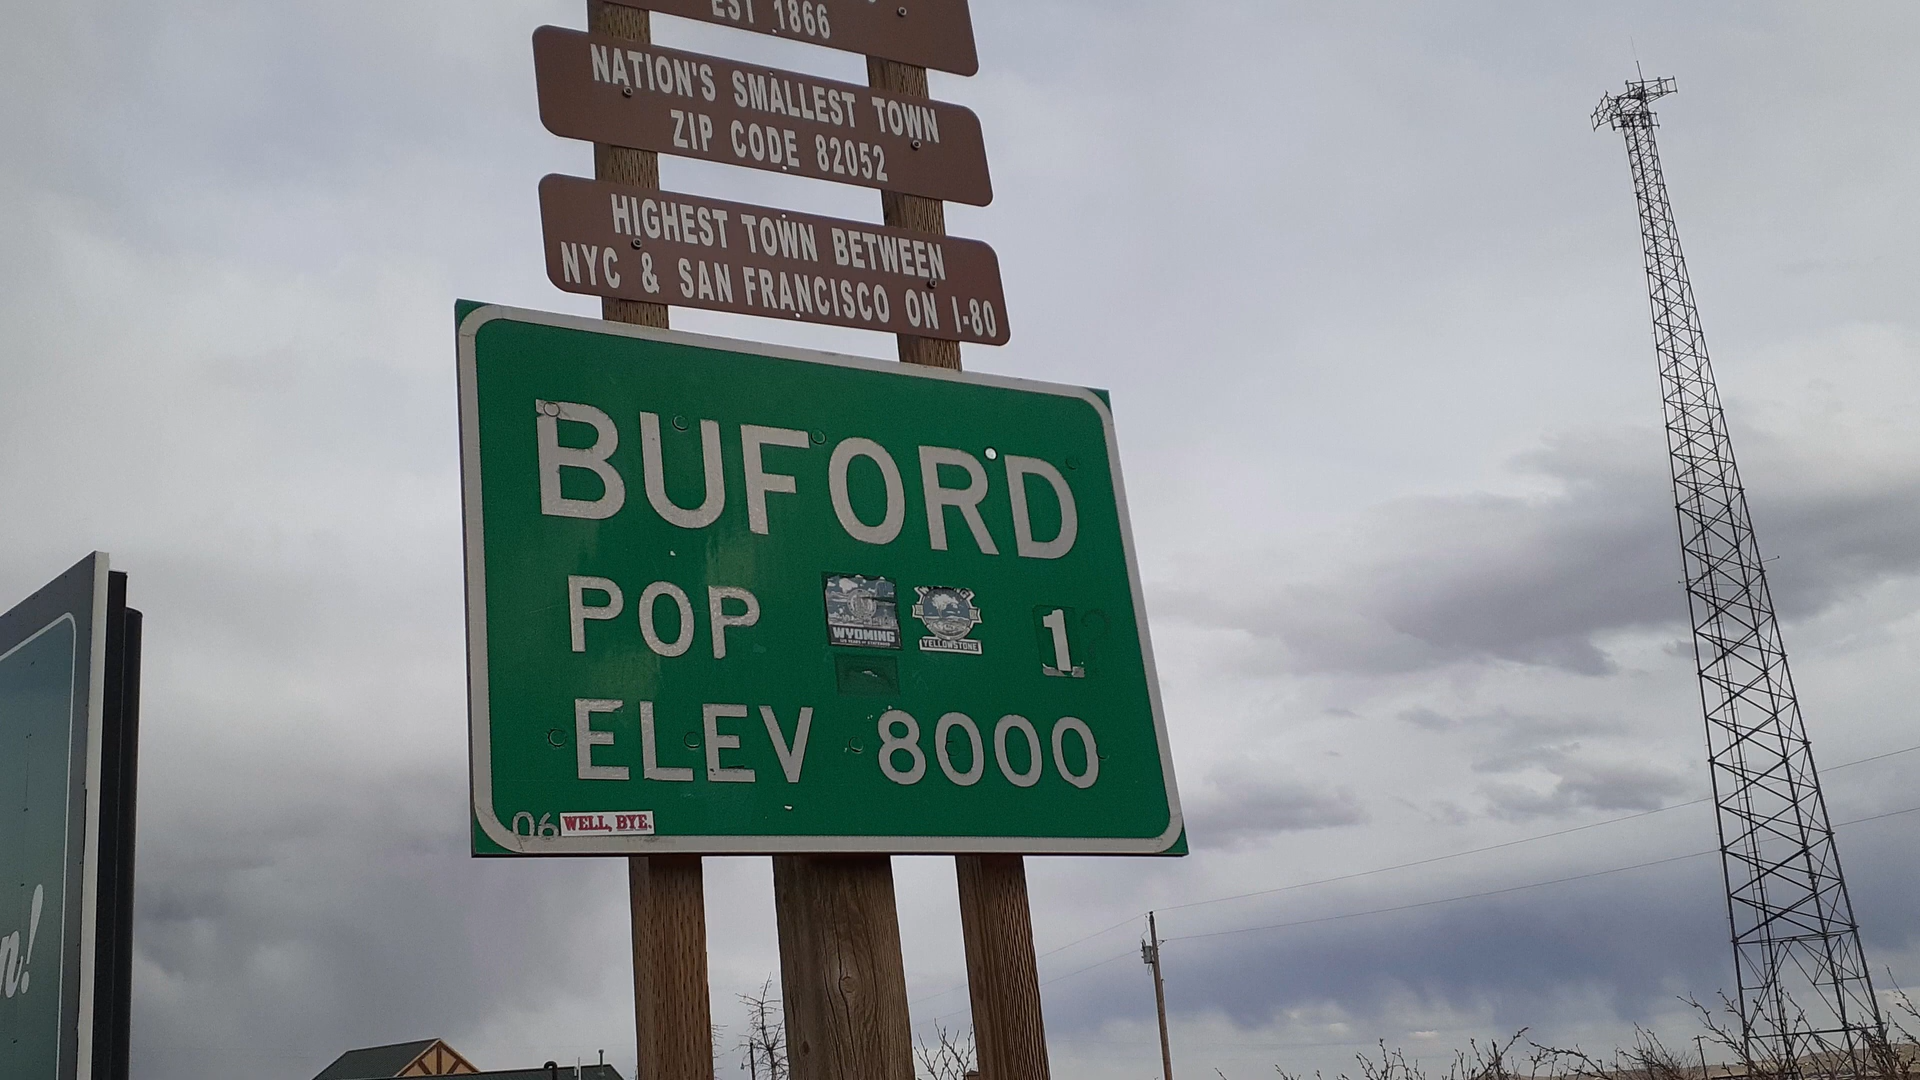 EST 1866
NATION'S SMALLEST TOWN
ZIP CODE 82052
HIGHEST TOWN BETWEEN
NYC & SAN FRANCISCO ON I-80
BUFORD
POP 1
WYOMING
YELLOWSTONE
ELEV 8000
06 WELL, BYE.
n!